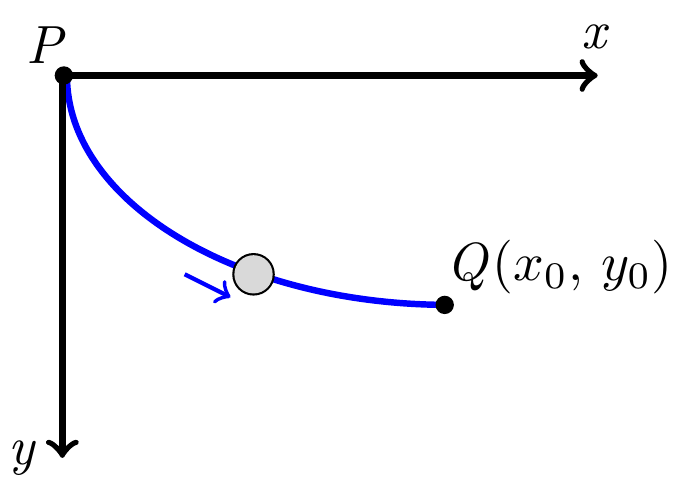 P
x
Q(x₀, y₀)
y